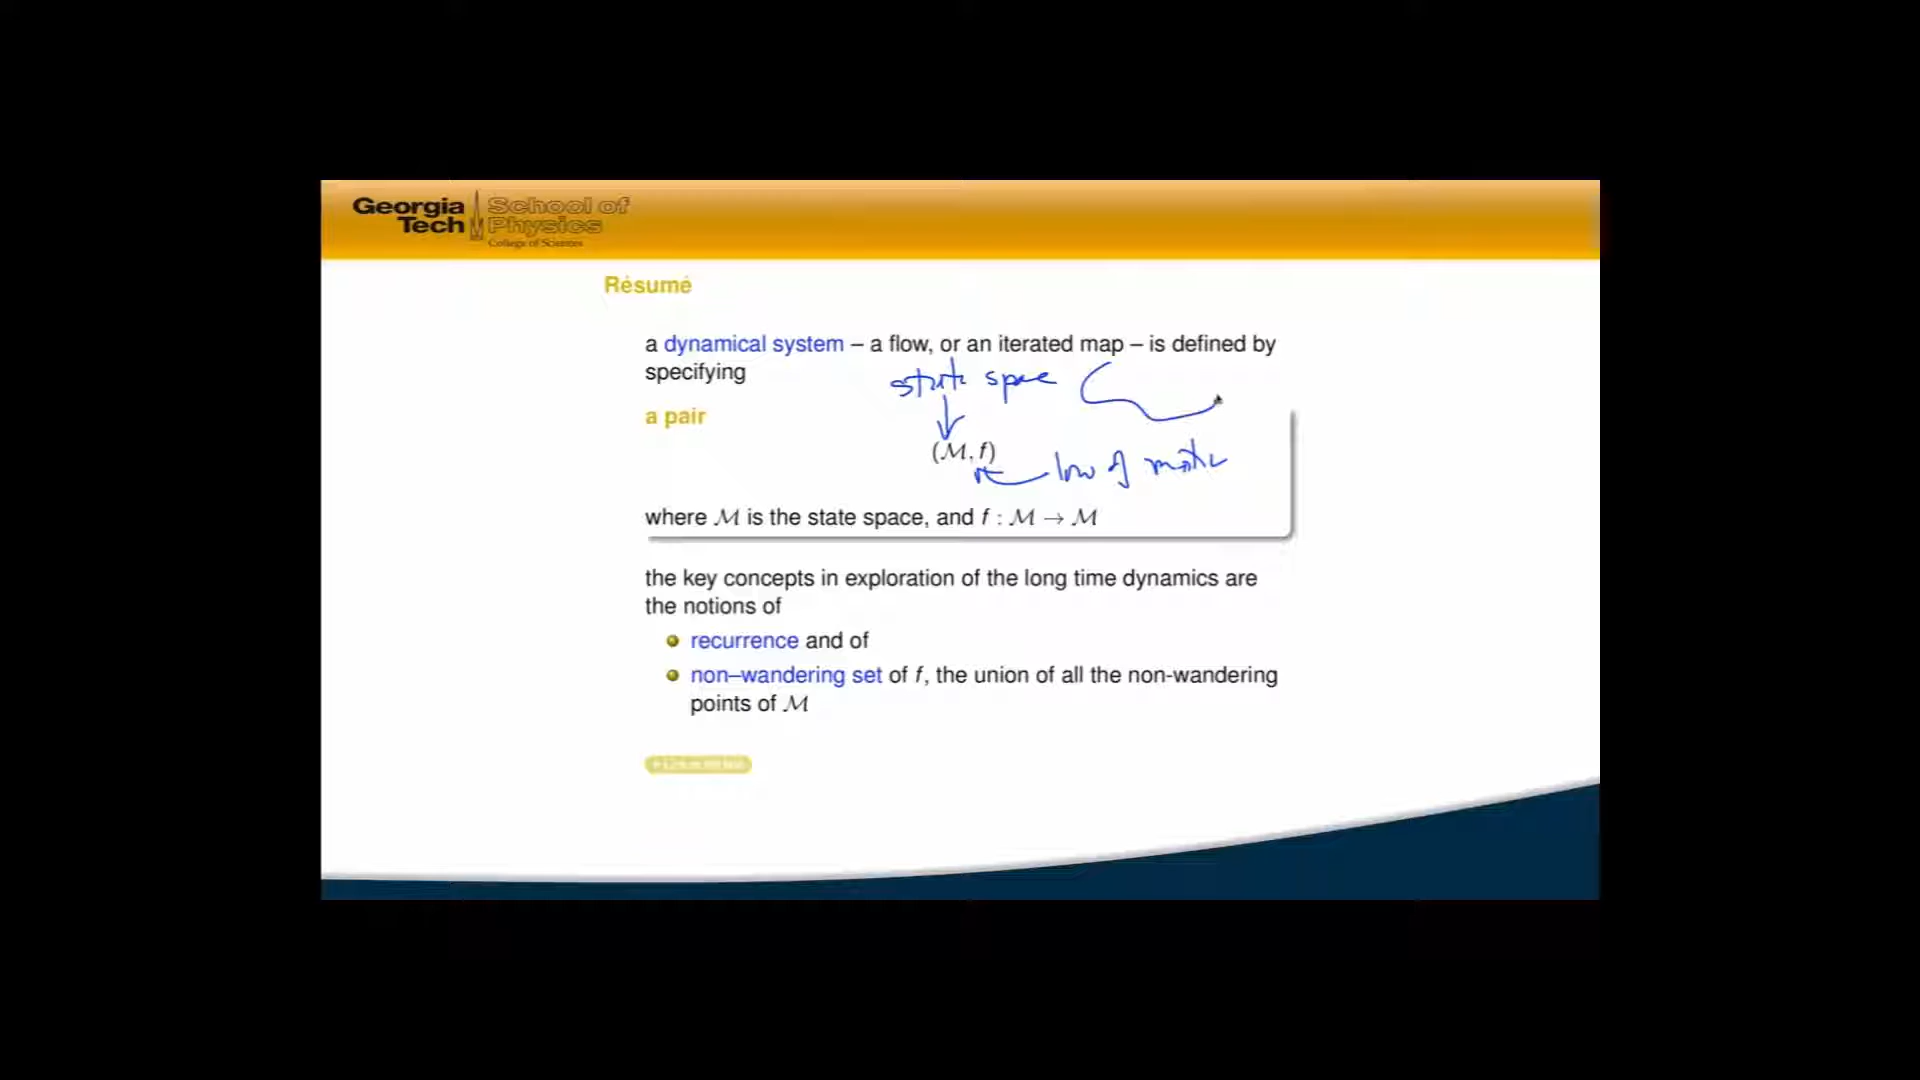 Georgia Tech
School of Physics
College of Sciences
Résumé
a dynamical system – a flow, or an iterated map – is defined by
specifying
state space
a pair
(M, f)
law of motion
where M is the state space, and f : M → M
the key concepts in exploration of the long time dynamics are
the notions of
recurrence and of
non–wandering set of f, the union of all the non-wandering
points of M